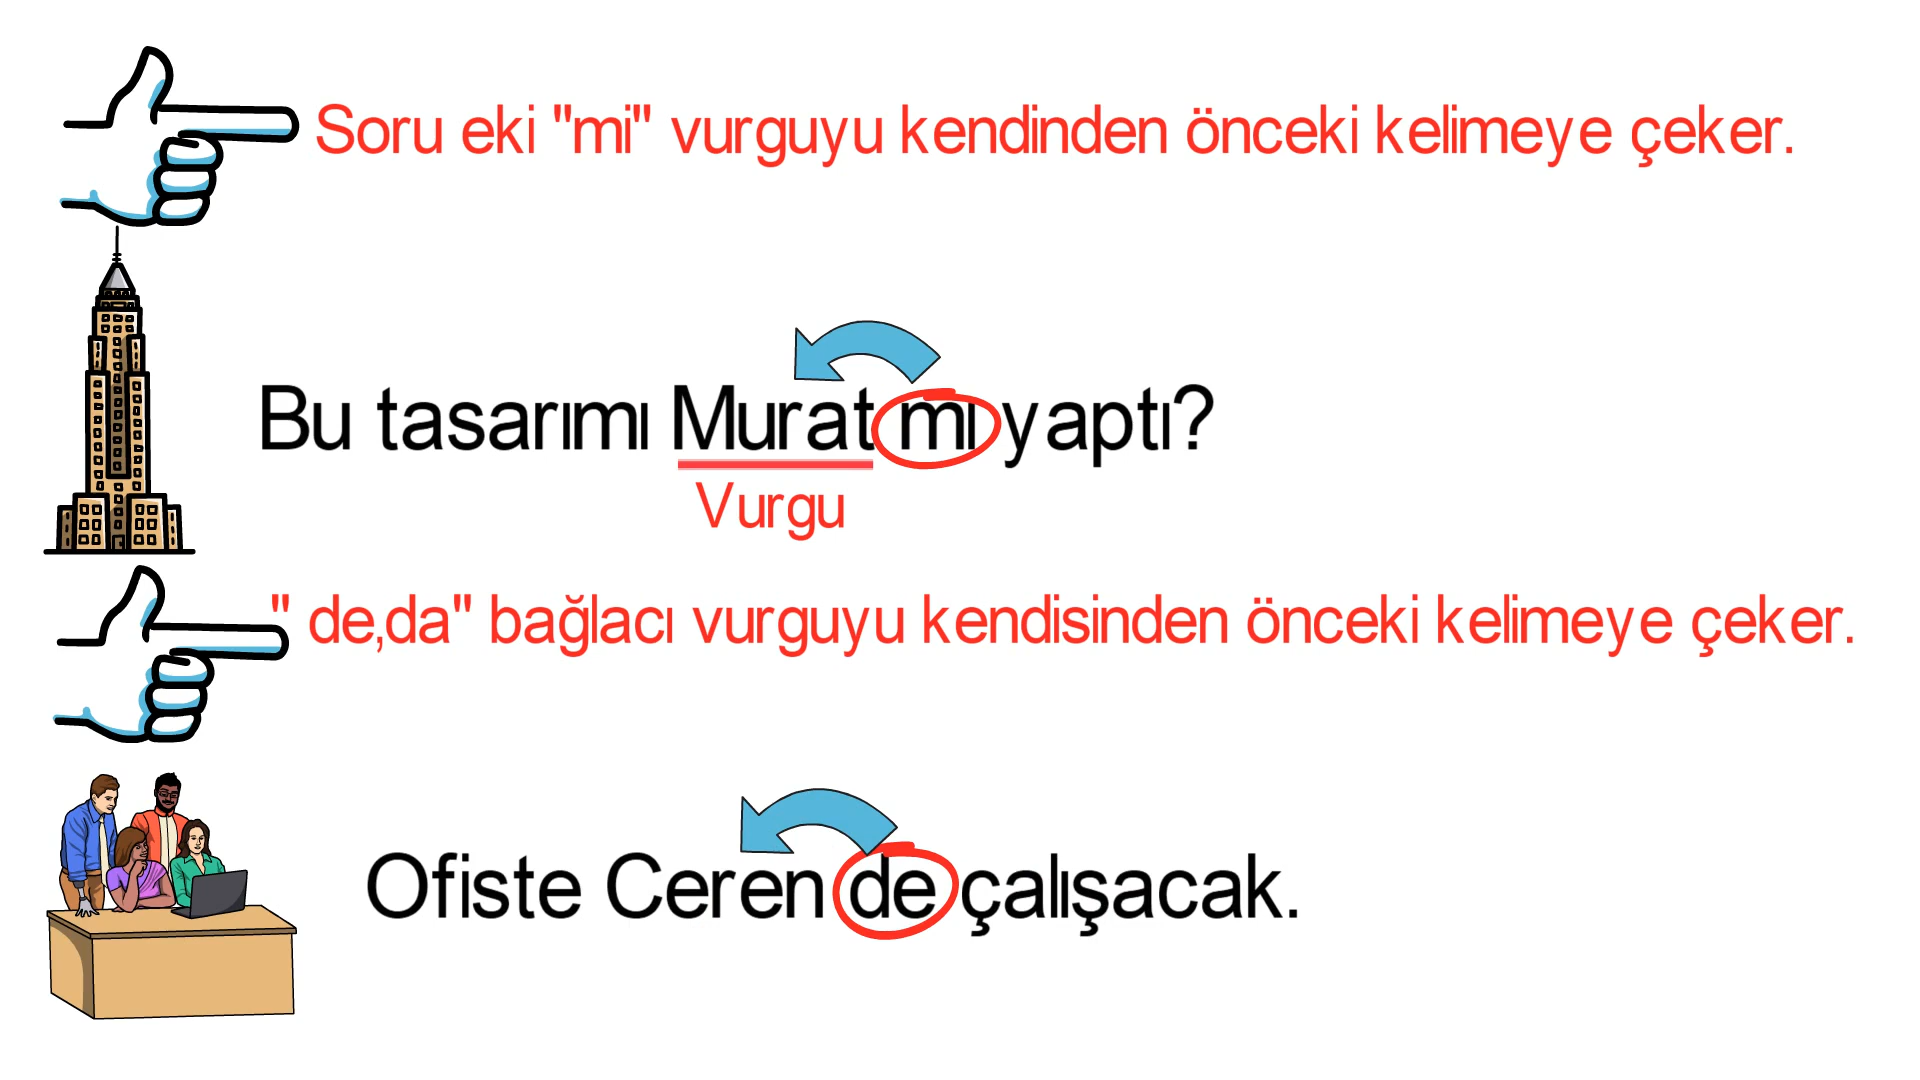 Soru eki "mi" vurguyu kendinden önceki kelimeye çeker.
Bu tasarımı Murat mı yaptı?
Vurgu
" de,da" bağlacı vurguyu kendisinden önceki kelimeye çeker.
Ofiste Ceren de çalışacak.